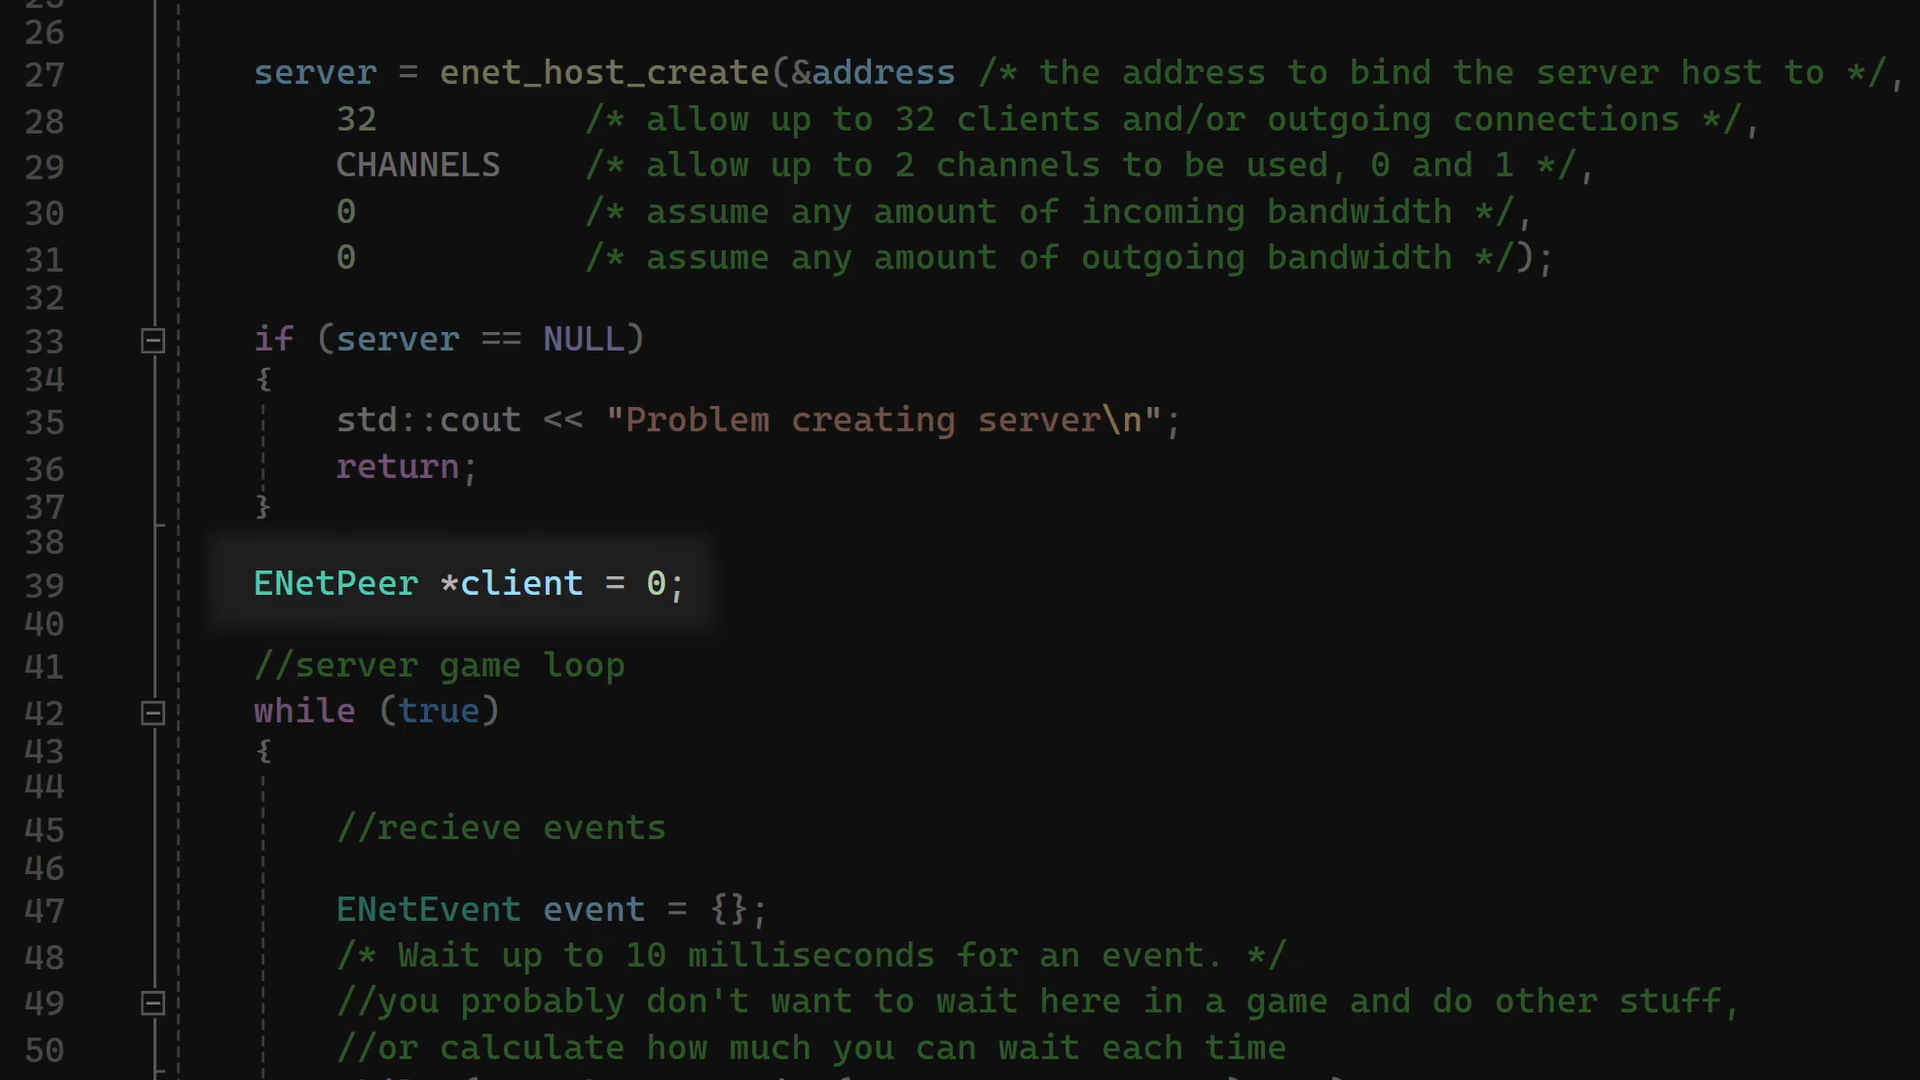 26
27 server = enet_host_create(&address /* the address to bind the server host to */,
28 32 /* allow up to 32 clients and/or outgoing connections */,
29 CHANNELS /* allow up to 2 channels to be used, 0 and 1 */,
30 0 /* assume any amount of incoming bandwidth */,
31 0 /* assume any amount of outgoing bandwidth */);
32
33 if (server == NULL)
34 {
35 std::cout << "Problem creating server\n";
36 return;
37 }
38
39 ENetPeer *client = 0;
40
41 //server game loop
42 while (true)
43 {
44
45 //recieve events
46
47 ENetEvent event = {};
48 /* Wait up to 10 milliseconds for an event. */
49 //you probably don't want to wait here in a game and do other stuff,
50 //or calculate how much you can wait each time